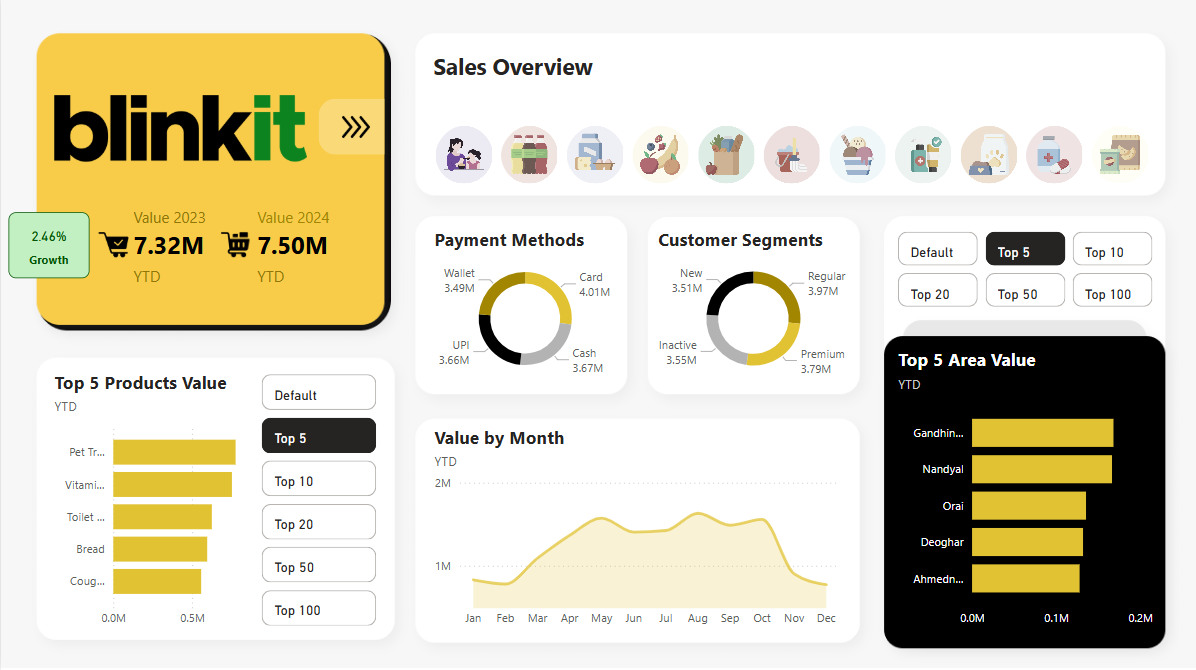 blinkit
Value 2023
7.32M
YTD
Value 2024
7.50M
YTD
2.46%
Growth
Sales Overview
Payment Methods
Wallet
3.49M
Card
4.01M
UPI
3.66M
Cash
3.67M
Customer Segments
New
3.51M
Regular
3.97M
Inactive
3.55M
Premium
3.79M
Default
Top 5
Top 10
Top 20
Top 50
Top 100
Top 5 Products Value
YTD
Pet Tr...
Vitami...
Toilet ...
Bread
Coug...
0.0M
0.5M
Default
Top 5
Top 10
Top 20
Top 50
Top 100
Value by Month
YTD
2M
1M
Jan Feb Mar Apr May Jun Jul Aug Sep Oct Nov Dec
Top 5 Area Value
YTD
Gandhin...
Nandyal
Orai
Deoghar
Ahmedn...
0.0M 0.1M 0.2M